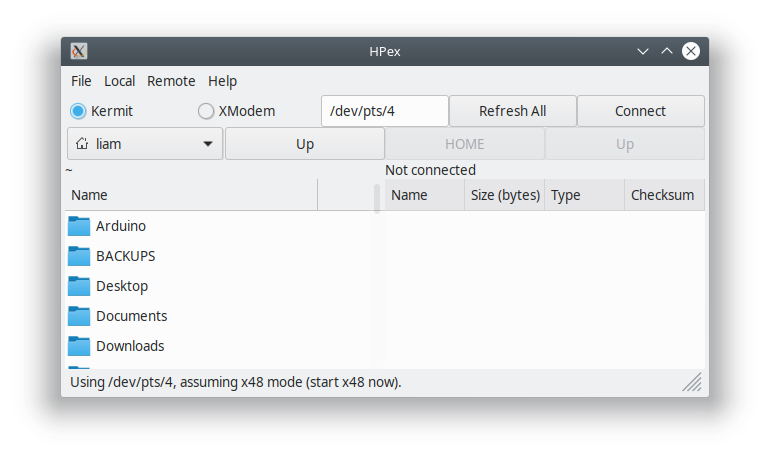 HPex
File Local Remote Help
Kermit XModem /dev/pts/4 Refresh All Connect
liam Up HOME Up
~ Not connected
Name Name Size (bytes) Type Checksum
Arduino
BACKUPS
Desktop
Documents
Downloads
Using /dev/pts/4, assuming x48 mode (start x48 now).